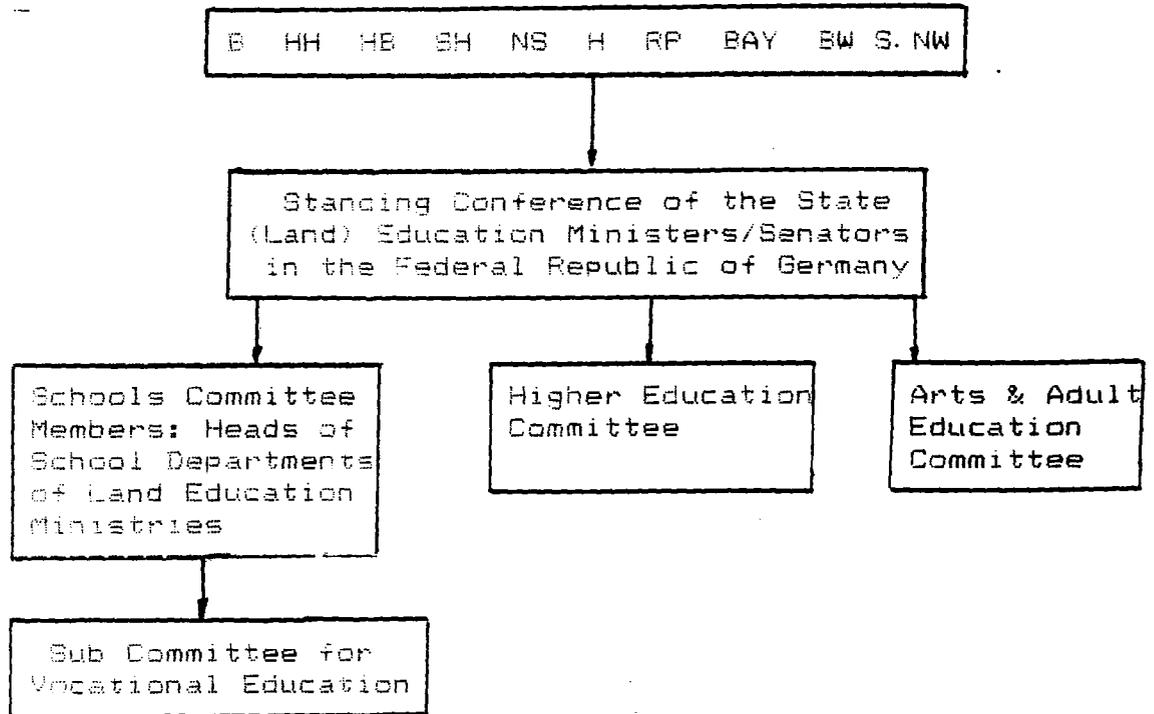 B HH HB SH NS H RP BAY BW S. NW
Standing Conference of the State
(Land) Education Ministers/Senators
in the Federal Republic of Germany
Schools Committee
Members: Heads of
School Departments
of Land Education
Ministries
Higher Education
Committee
Arts & Adult
Education
Committee
Sub Committee for
Vocational Education